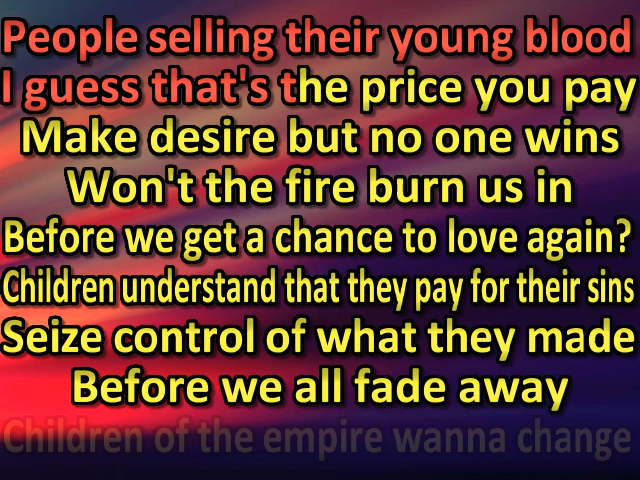 People selling their young blood
I guess that's the price you pay
Make desire but no one wins
Won't the fire burn us in
Before we get a chance to love again?
Children understand that they pay for their sins
Seize control of what they made
Before we all fade away
Children of the empire wanna change